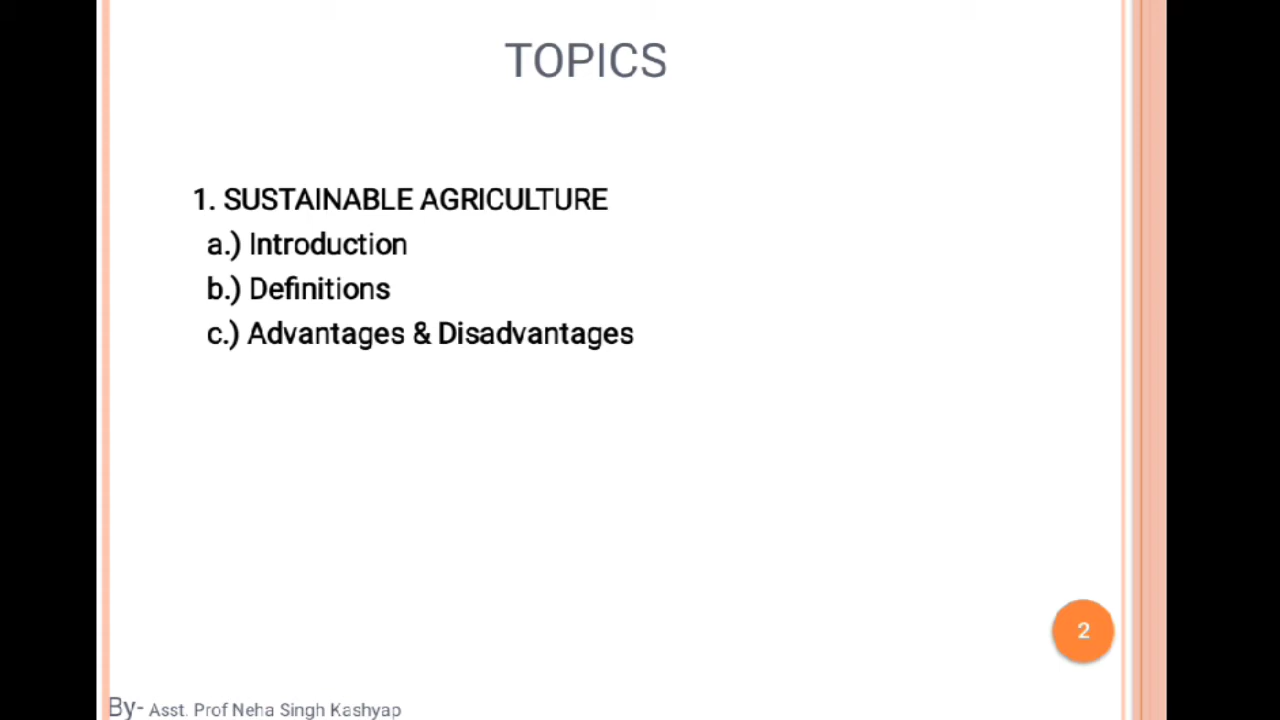 TOPICS
1. SUSTAINABLE AGRICULTURE
a.) Introduction
b.) Definitions
c.) Advantages & Disadvantages
2
By- Asst. Prof Neha Singh Kashyap